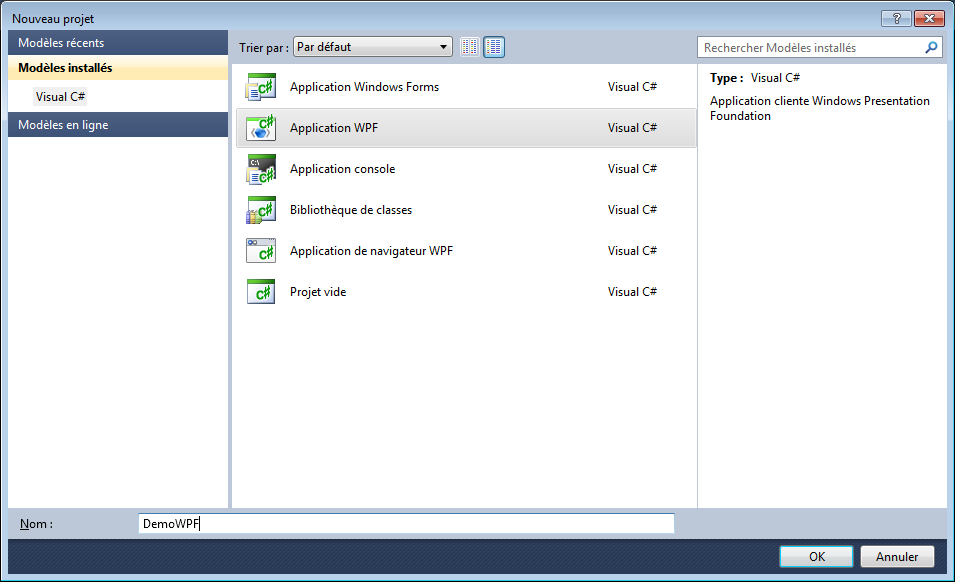 Nouveau projet
Modèles récents
Modèles installés
Visual C#
Modèles en ligne
Trier par : Par défaut
Rechercher Modèles installés
Application Windows Forms Visual C#
Application WPF Visual C#
Application console Visual C#
Bibliothèque de classes Visual C#
Application de navigateur WPF Visual C#
Projet vide Visual C#
Type : Visual C#
Application cliente Windows Presentation
Foundation
Nom : DemoWPF
OK Annuler